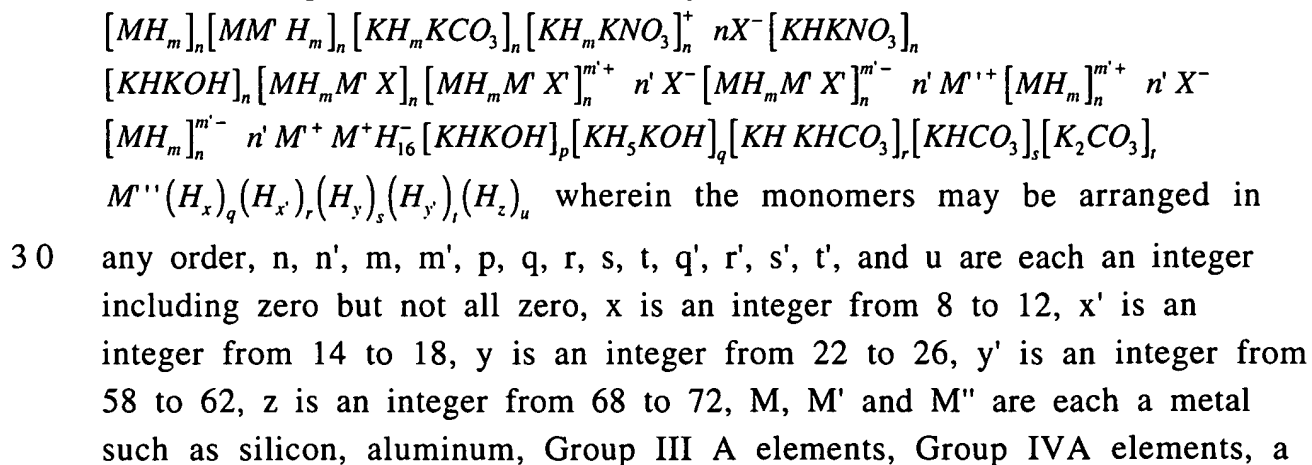 [MH_m]_n [MM' H_m]_n [KH_m KCO_3]_n [KH_m KNO_3]_n^+ nX^- [KHKNO_3]_n
[KHKOH]_n [MH_m M' X]_n [MH_m M' X']_n^{m'+} n' X^- [MH_m M' X']_n^{m'-} n' M''^+ [MH_m]_n^{m'+} n' X^-
[MH_m]_n^{m'-} n' M'^+ M^+ H_{16}^- [KHKOH]_p [KH_5 KOH]_q [KH KHCO_3]_r [KHCO_3]_s [K_2CO_3]_t
M'''(H_x)_q (H_{x'})_r (H_y)_s (H_{y'})_t (H_z)_u wherein the monomers may be arranged in
30 any order, n, n', m, m', p, q, r, s, t, q', r', s', t', and u are each an integer
including zero but not all zero, x is an integer from 8 to 12, x' is an
integer from 14 to 18, y is an integer from 22 to 26, y' is an integer from
58 to 62, z is an integer from 68 to 72, M, M' and M" are each a metal
such as silicon, aluminum, Group III A elements, Group IVA elements, a